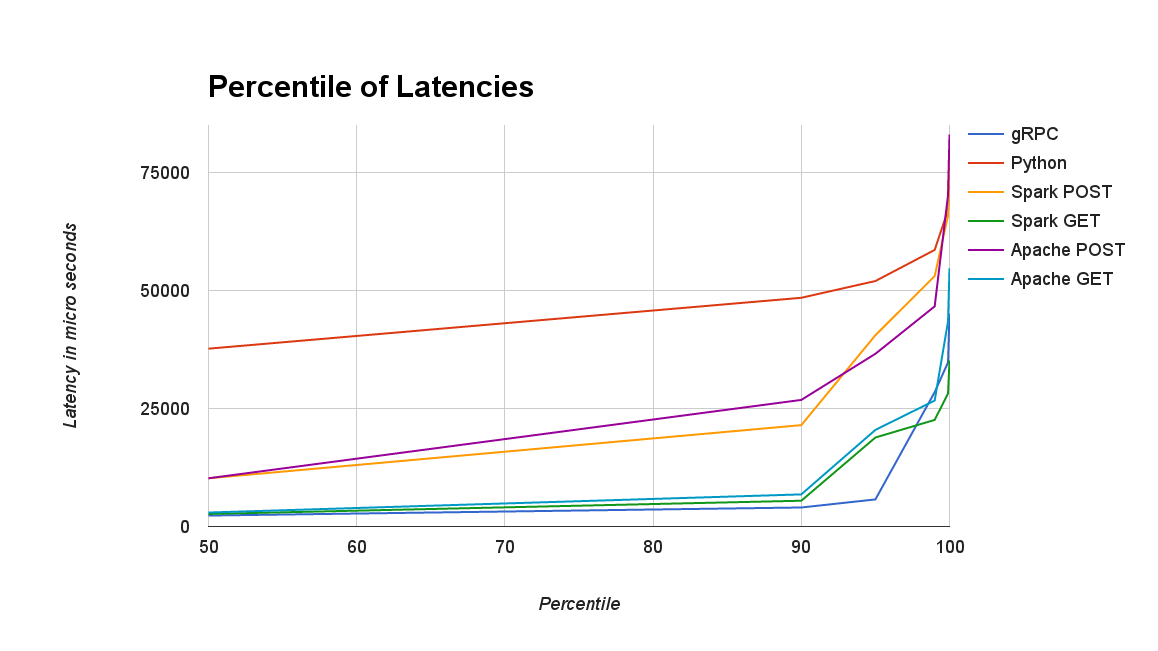 Percentile of Latencies
gRPC
Python
Spark POST
Spark GET
Apache POST
Apache GET
Latency in micro seconds
75000
50000
25000
0
50 60 70 80 90 100
Percentile